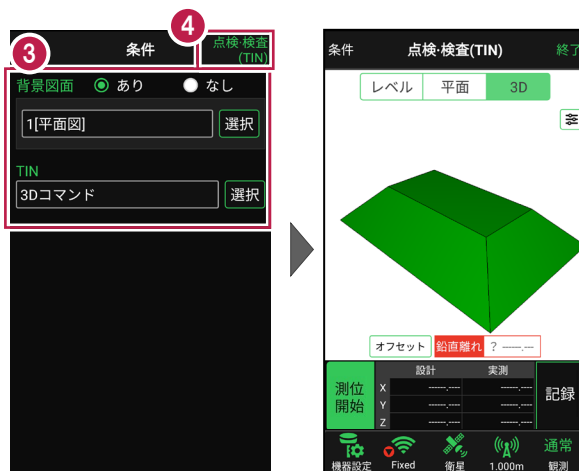 3
4
条件
点検・検査
(TIN)
背景図面 あり なし
1[平面図] 選択
TIN
3Dコマンド 選択
条件 点検・検査(TIN) 終了
レベル 平面 3D
オフセット 鉛直離れ ? -----.---
設計 実測
測位
開始
X -----.---- -----.----
Y -----.---- -----.----
Z -----.---- -----.----
記録
機器設定 Fixed 衛星 1.000m 通常
観測